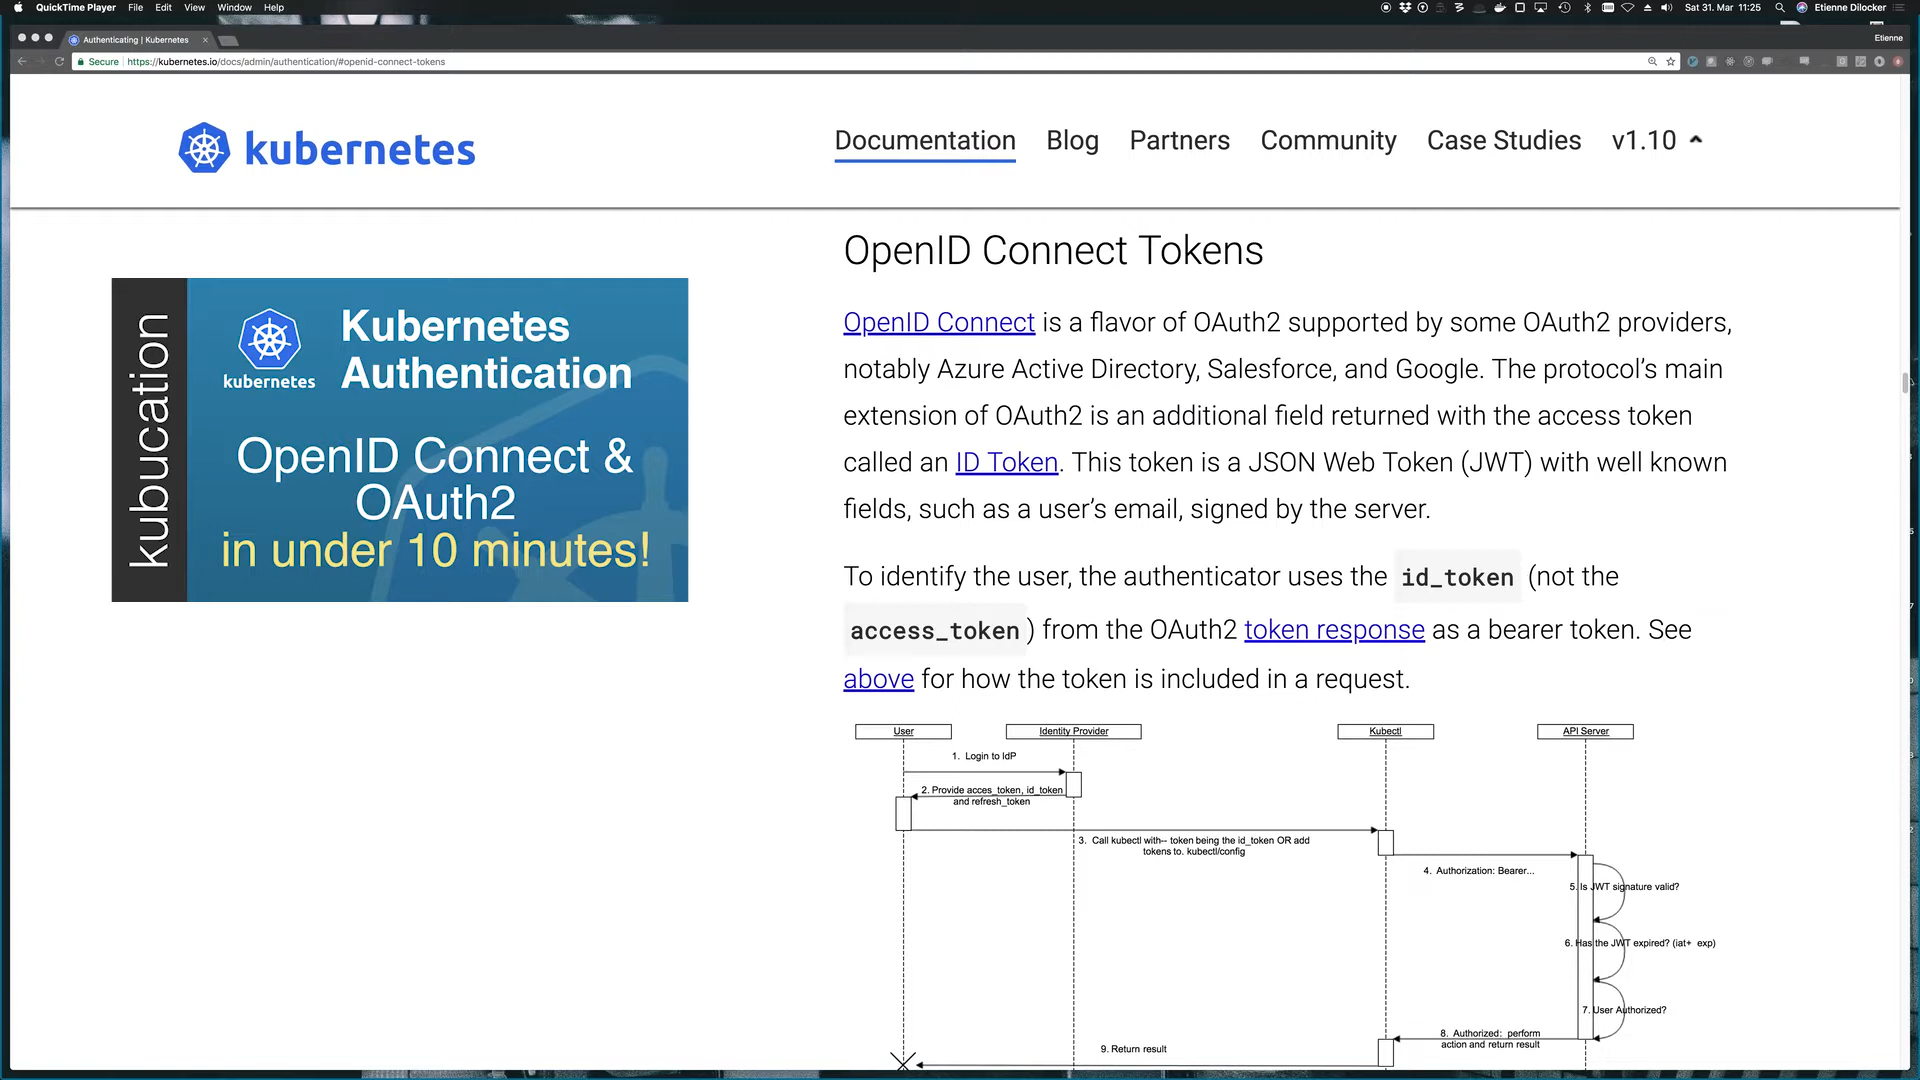 QuickTime Player File Edit View Window Help
Sat 31. Mar 11:25 Etienne Dilocker
Authenticating | Kubernetes
Etienne
Secure https://kubernetes.io/docs/admin/authentication/#openid-connect-tokens
kubernetes
Documentation Blog Partners Community Case Studies v1.10
kubucation
kubernetes
Kubernetes
Authentication
OpenID Connect &
OAuth2
in under 10 minutes!
OpenID Connect Tokens
OpenID Connect is a flavor of OAuth2 supported by some OAuth2 providers,
notably Azure Active Directory, Salesforce, and Google. The protocol’s main
extension of OAuth2 is an additional field returned with the access token
called an ID Token. This token is a JSON Web Token (JWT) with well known
fields, such as a user’s email, signed by the server.
To identify the user, the authenticator uses the id_token (not the
access_token) from the OAuth2 token response as a bearer token. See
above for how the token is included in a request.
User Identity Provider Kubectl API Server
1. Login to IdP
2. Provide acces_token, id_token
and refresh_token
3. Call kubectl with-- token being the id_token OR add
tokens to. kubectl/config
4. Authorization: Bearer...
5. Is JWT signature valid?
6. Has the JWT expired? (iat+ exp)
7. User Authorized?
8. Authorized: perform
action and return result
9. Return result